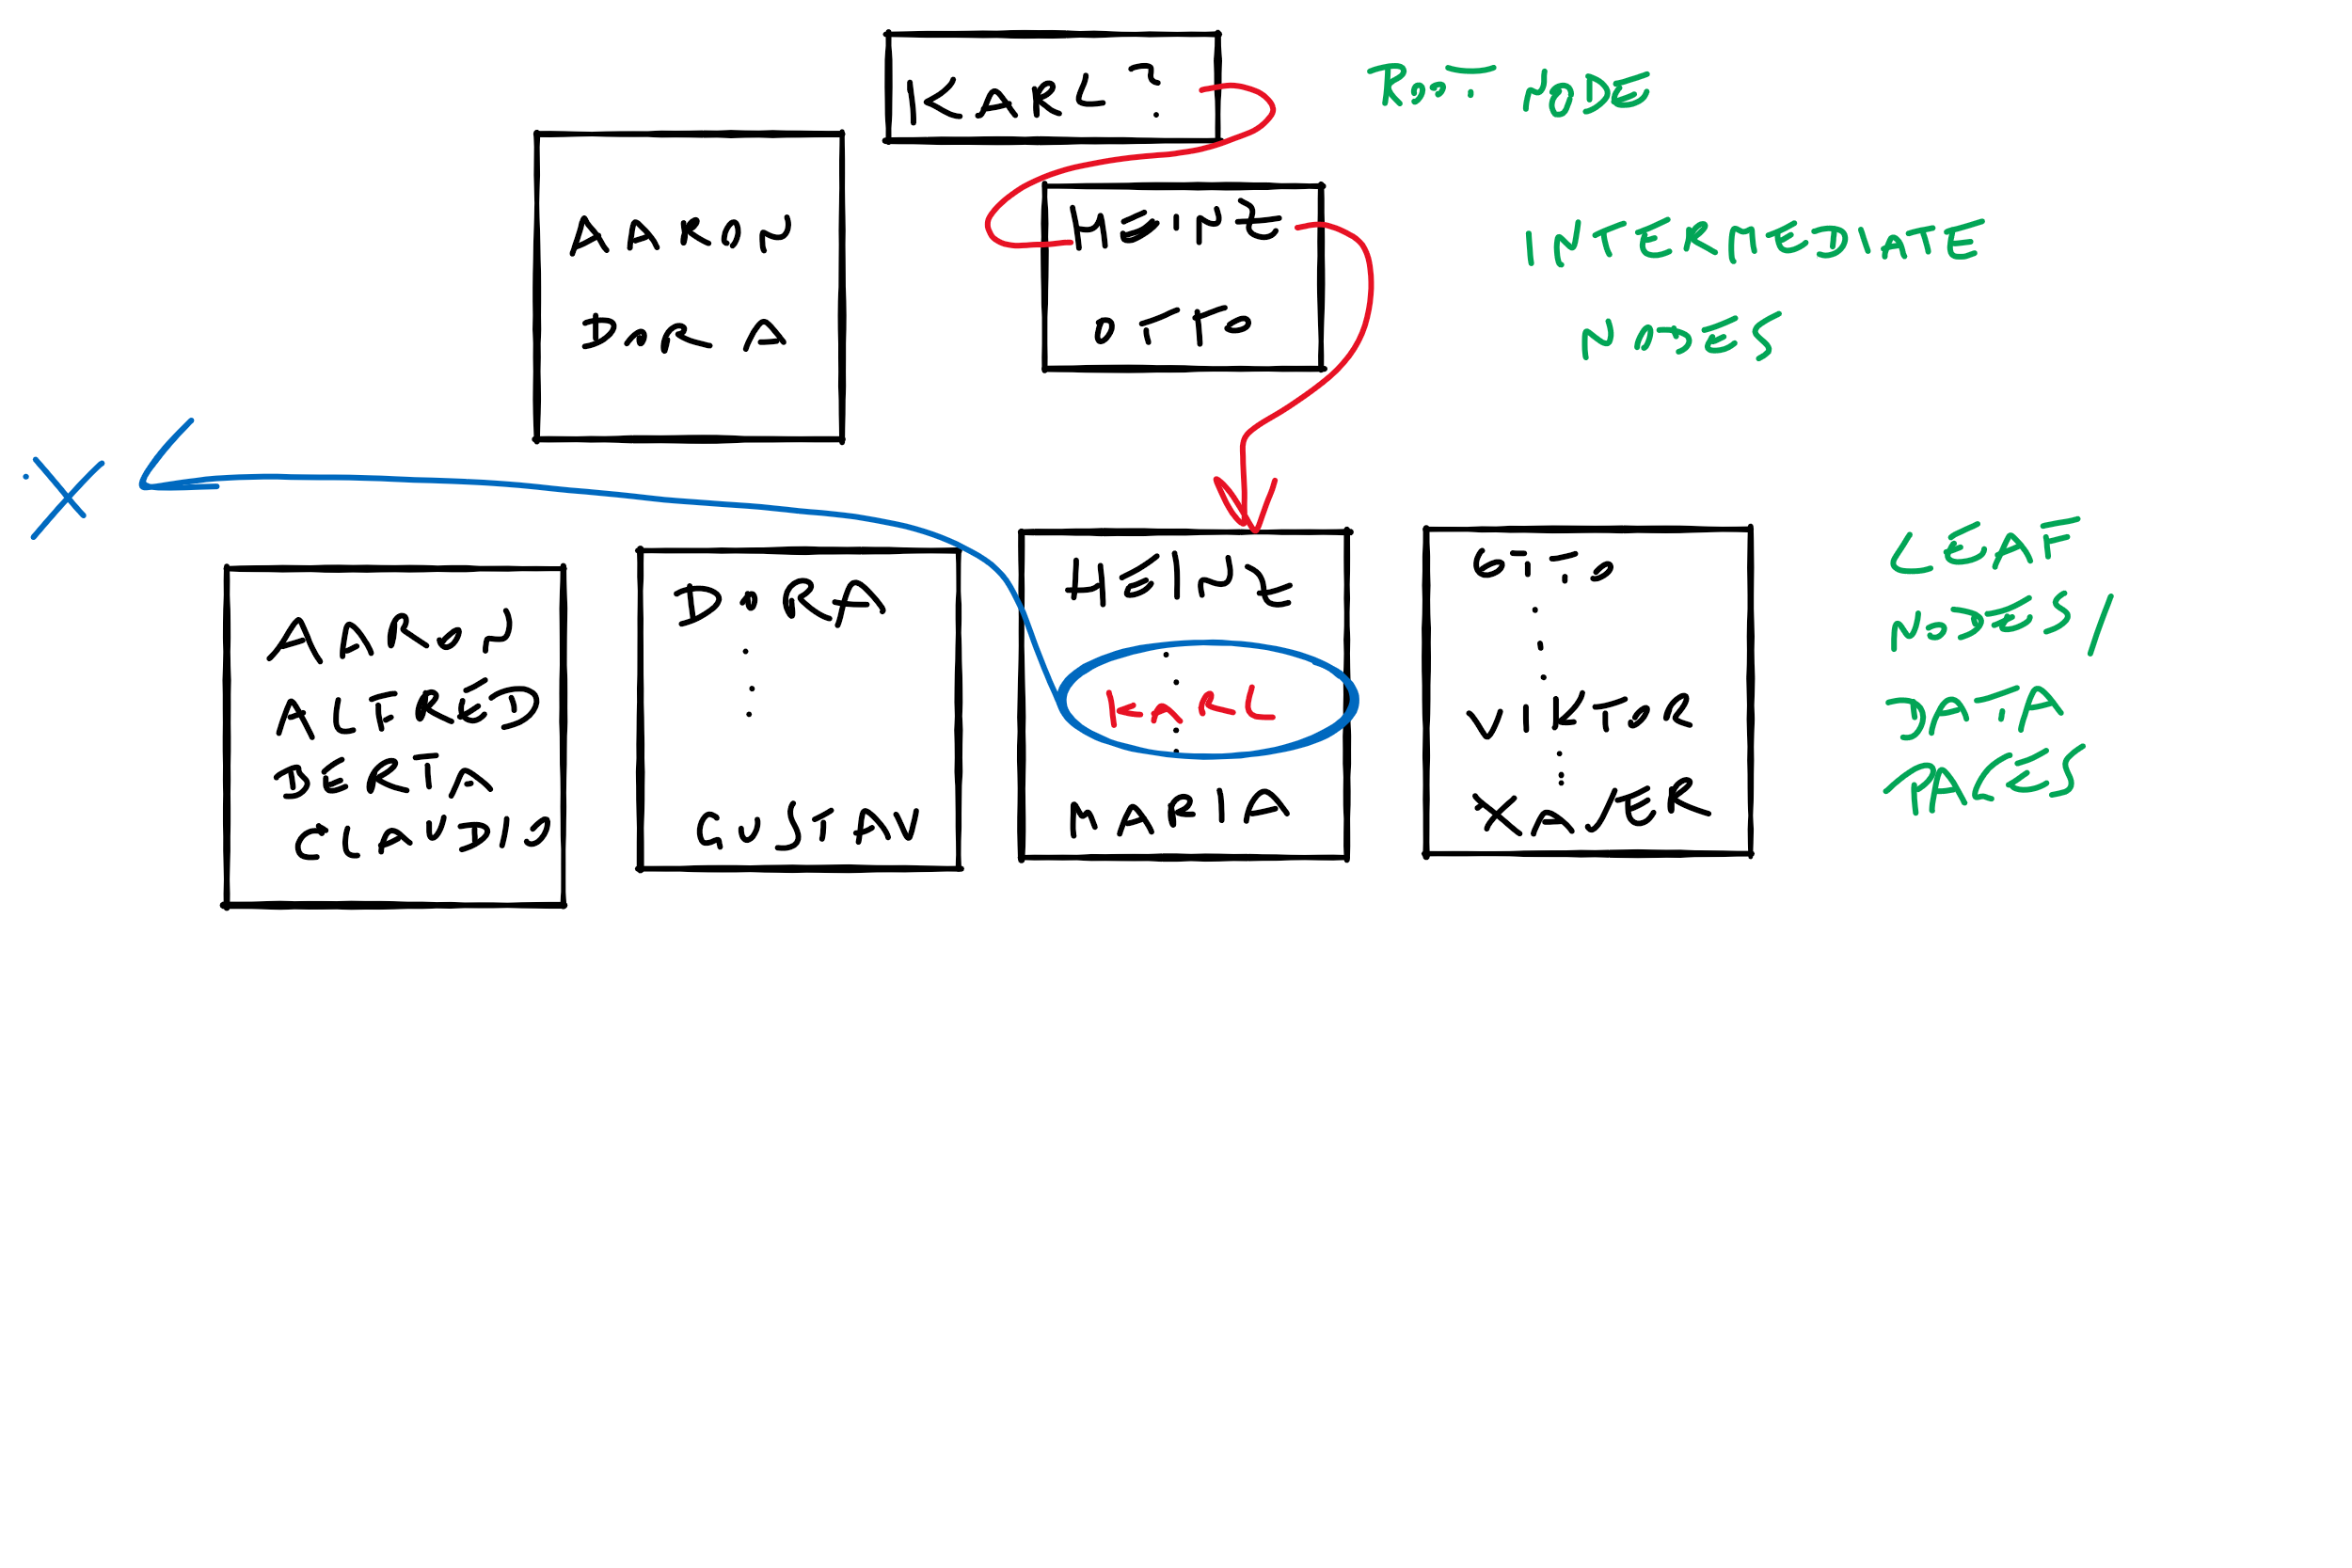 KARL?
ROOT NODE
AARON
DORA
HEINZ
OTTO
INTERMEDIATE
NODES
X
AARON
ALFRED
BERTA
CLAUDIO
DORA
GUSTAV
HEINZ
KARL
MARIA
OTTO
VIKTOR
XAVER
LEAF
NODES/
DATA
PAGES